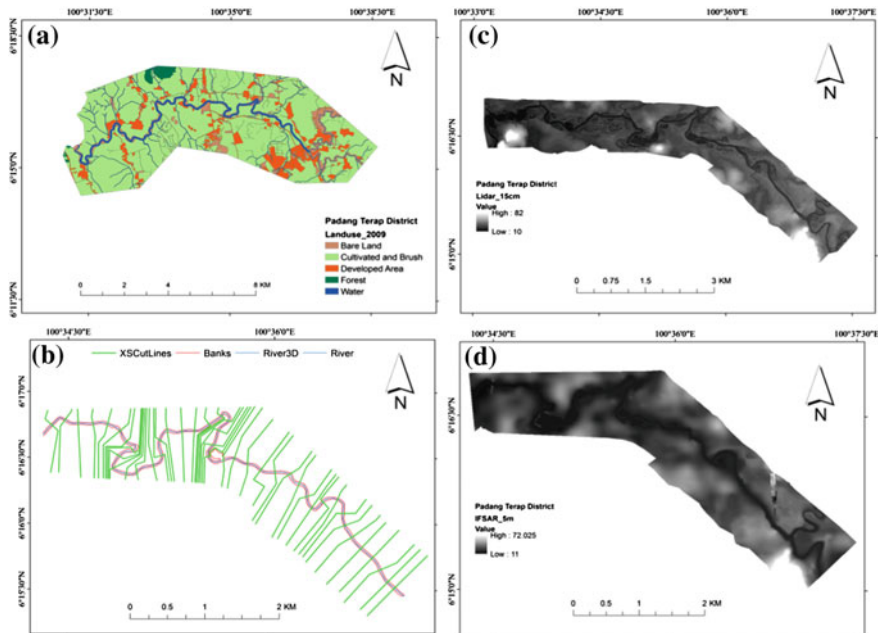 100°31'30"E 100°35'0"E 100°38'30"E
6°18'30"N
(a)
N
6°15'0"N
Padang Terap District
Landuse_2009
Bare Land
Cultivated and Brush
Developed Area
Forest
Water
0 2 4 8 KM
6°11'30"N
100°34'30"E 100°36'0"E
(b)
XSCutLines Banks River3D River
N
6°17'0"N
6°16'30"N
6°16'0"N
6°15'30"N
0 0.5 1 2 KM
100°33'0"E 100°34'30"E 100°36'0"E 100°37'30"E
(c)
N
6°16'30"N
Padang Terap District
Lidar_15cm
Value
High : 82
Low : 10
6°15'0"N
0 0.75 1.5 3 KM
100°34'30"E 100°36'0"E 100°37'30"E
(d)
N
6°16'30"N
Padang Terap District
IFSAR_5m
Value
High : 72.025
Low : 11
6°15'0"N
0 0.5 1 2 KM